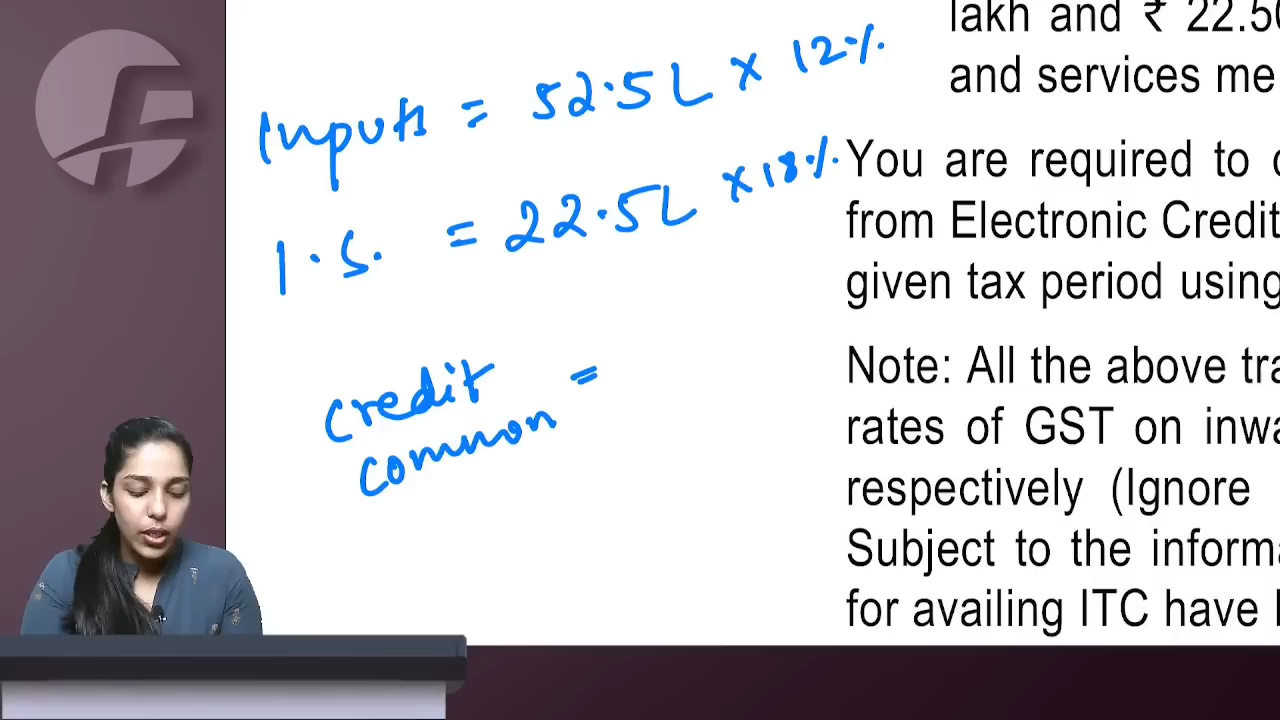 Inputs = 52.5L x 12%
I.S. = 22.5L x 18%
credit =
common
lakh and ₹ 22.50
and services me
You are required to
from Electronic Credit
given tax period using
Note: All the above tra
rates of GST on inwa
respectively (Ignore
Subject to the informa
for availing ITC have